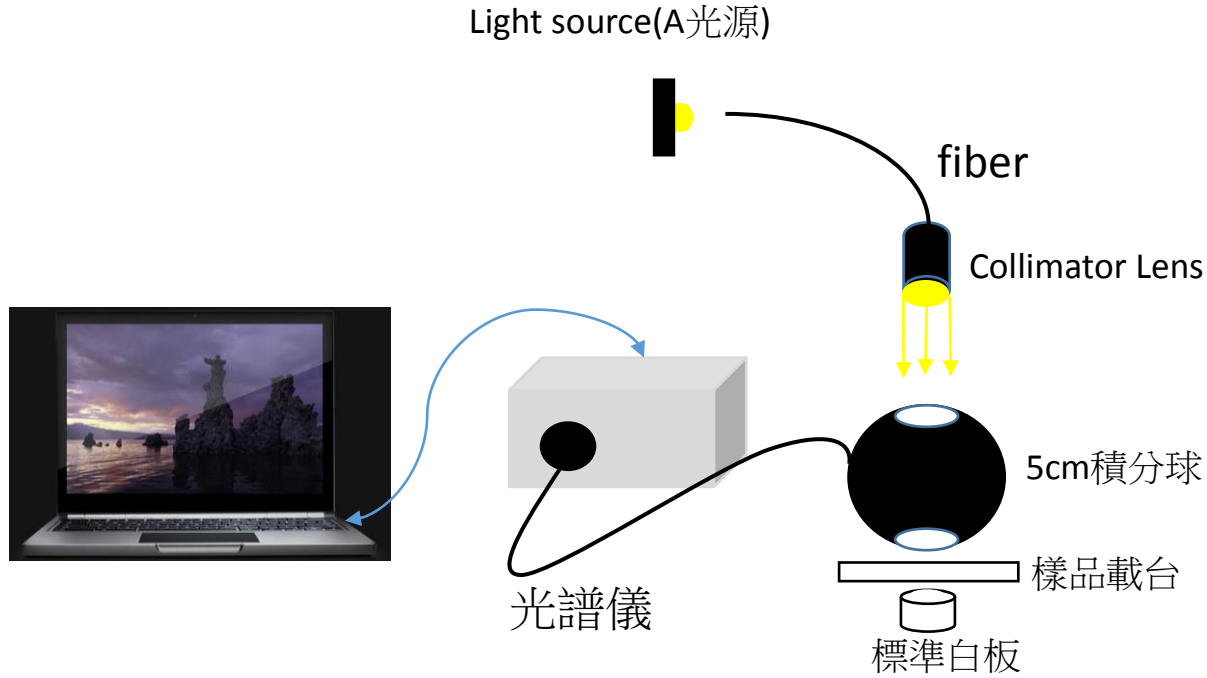 Light source(A光源)
fiber
Collimator Lens
5cm積分球
樣品載台
光譜儀
標準白板